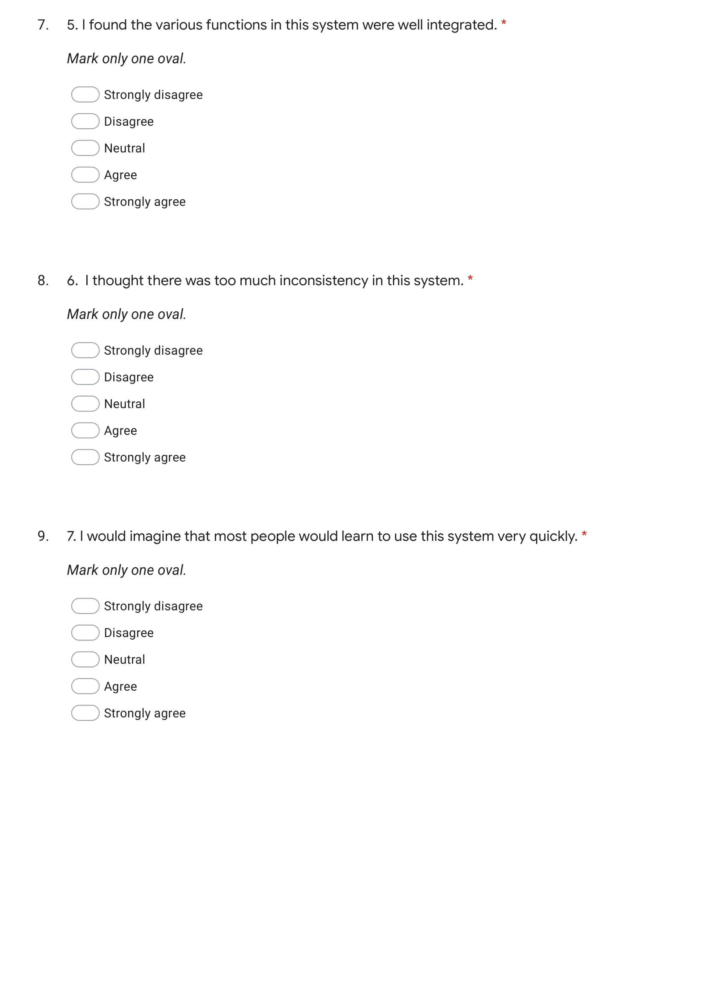 7. 5. I found the various functions in this system were well integrated. *
Mark only one oval.
Strongly disagree
Disagree
Neutral
Agree
Strongly agree
8. 6. I thought there was too much inconsistency in this system. *
Mark only one oval.
Strongly disagree
Disagree
Neutral
Agree
Strongly agree
9. 7. I would imagine that most people would learn to use this system very quickly. *
Mark only one oval.
Strongly disagree
Disagree
Neutral
Agree
Strongly agree